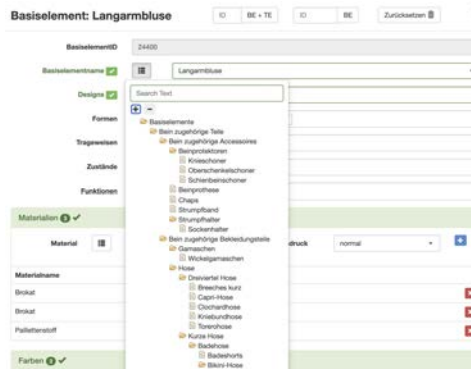 Basiselement: Langarmbluse
ID BE + TE ID BE Zurücksetzen
BasiselementID 24400
Basiselementname Langarmbluse
Designs
Search Text
Formen
Basiselemente
Bein zugehörige Teile
Trageweisen
Bein zugehörige Accessoires
Beinprotektoren
Knieschoner
Zustände
Oberschenkelschoner
Schienbeinschoner
Funktionen
Beinprothese
Chaps
Strumpfband
Materialien 3
Strumpfhalter
Sockenhalter
Bein zugehörige Bekleidungsteile
Material druck normal
Gamaschen
Wickelgamaschen
Hose
Materialname
Dreiviertel Hose
Breeches kurz
Brokat
Capri-Hose
Clochardhose
Brokat
Kniebundhose
Torerohose
Paillettenstoff
Kurze Hose
Badehose
Badeshorts
Farben
Bikini-Hose